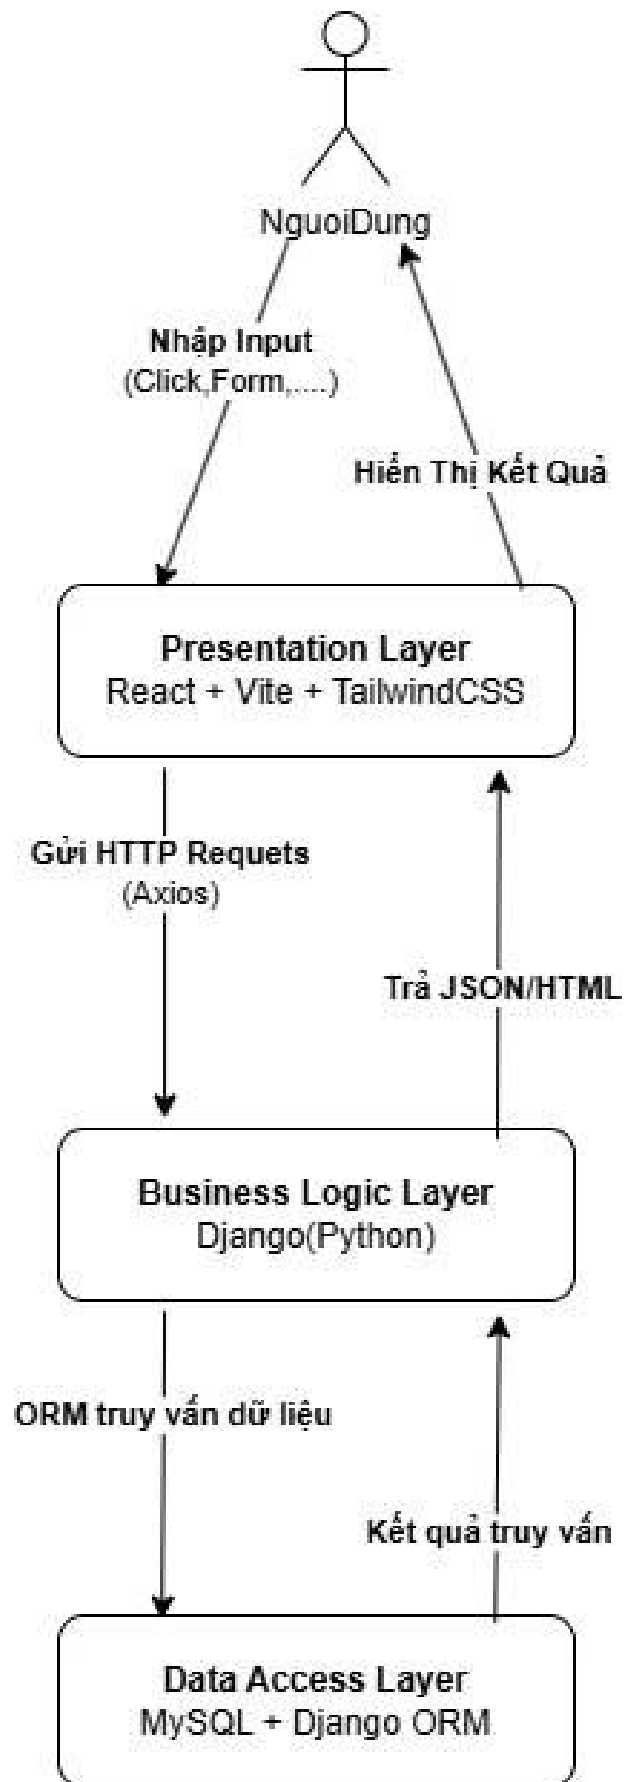 NguoiDung
Nhập Input
(Click,Form,....)
Hiển Thị Kết Quả
Presentation Layer
React + Vite + TailwindCSS
Gửi HTTP Requets
(Axios)
Trả JSON/HTML
Business Logic Layer
Django(Python)
ORM truy vấn dữ liệu
Kết quả truy vấn
Data Access Layer
MySQL + Django ORM